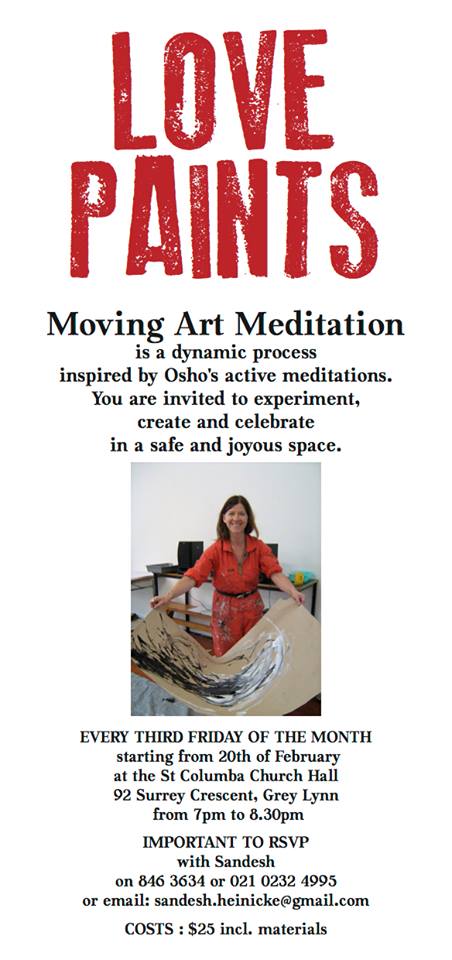 LOVE
PAINTS
Moving Art Meditation
is a dynamic process
inspired by Osho's active meditations.
You are invited to experiment,
create and celebrate
in a safe and joyous space.
EVERY THIRD FRIDAY OF THE MONTH
starting from 20th of February
at the St Columba Church Hall
92 Surrey Crescent, Grey Lynn
from 7pm to 8.30pm
IMPORTANT TO RSVP
with Sandesh
on 846 3634 or 021 0232 4995
or email: sandesh.heinicke@gmail.com
COSTS : $25 incl. materials